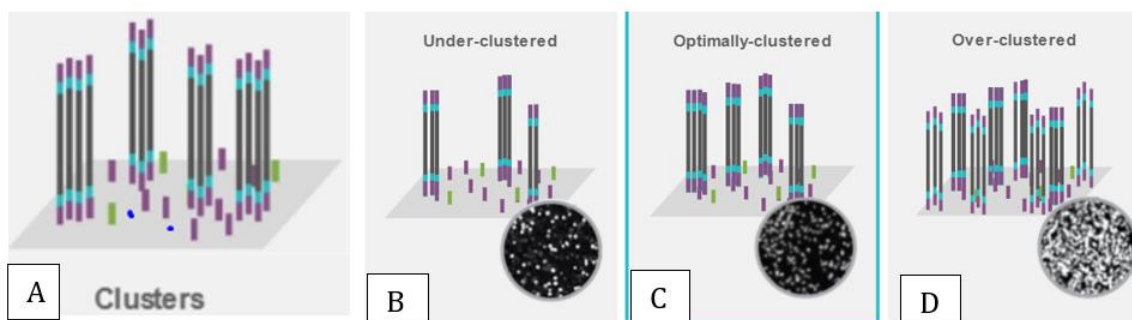 Under-clustered
Optimally-clustered
Over-clustered
A
Clusters
B
C
D